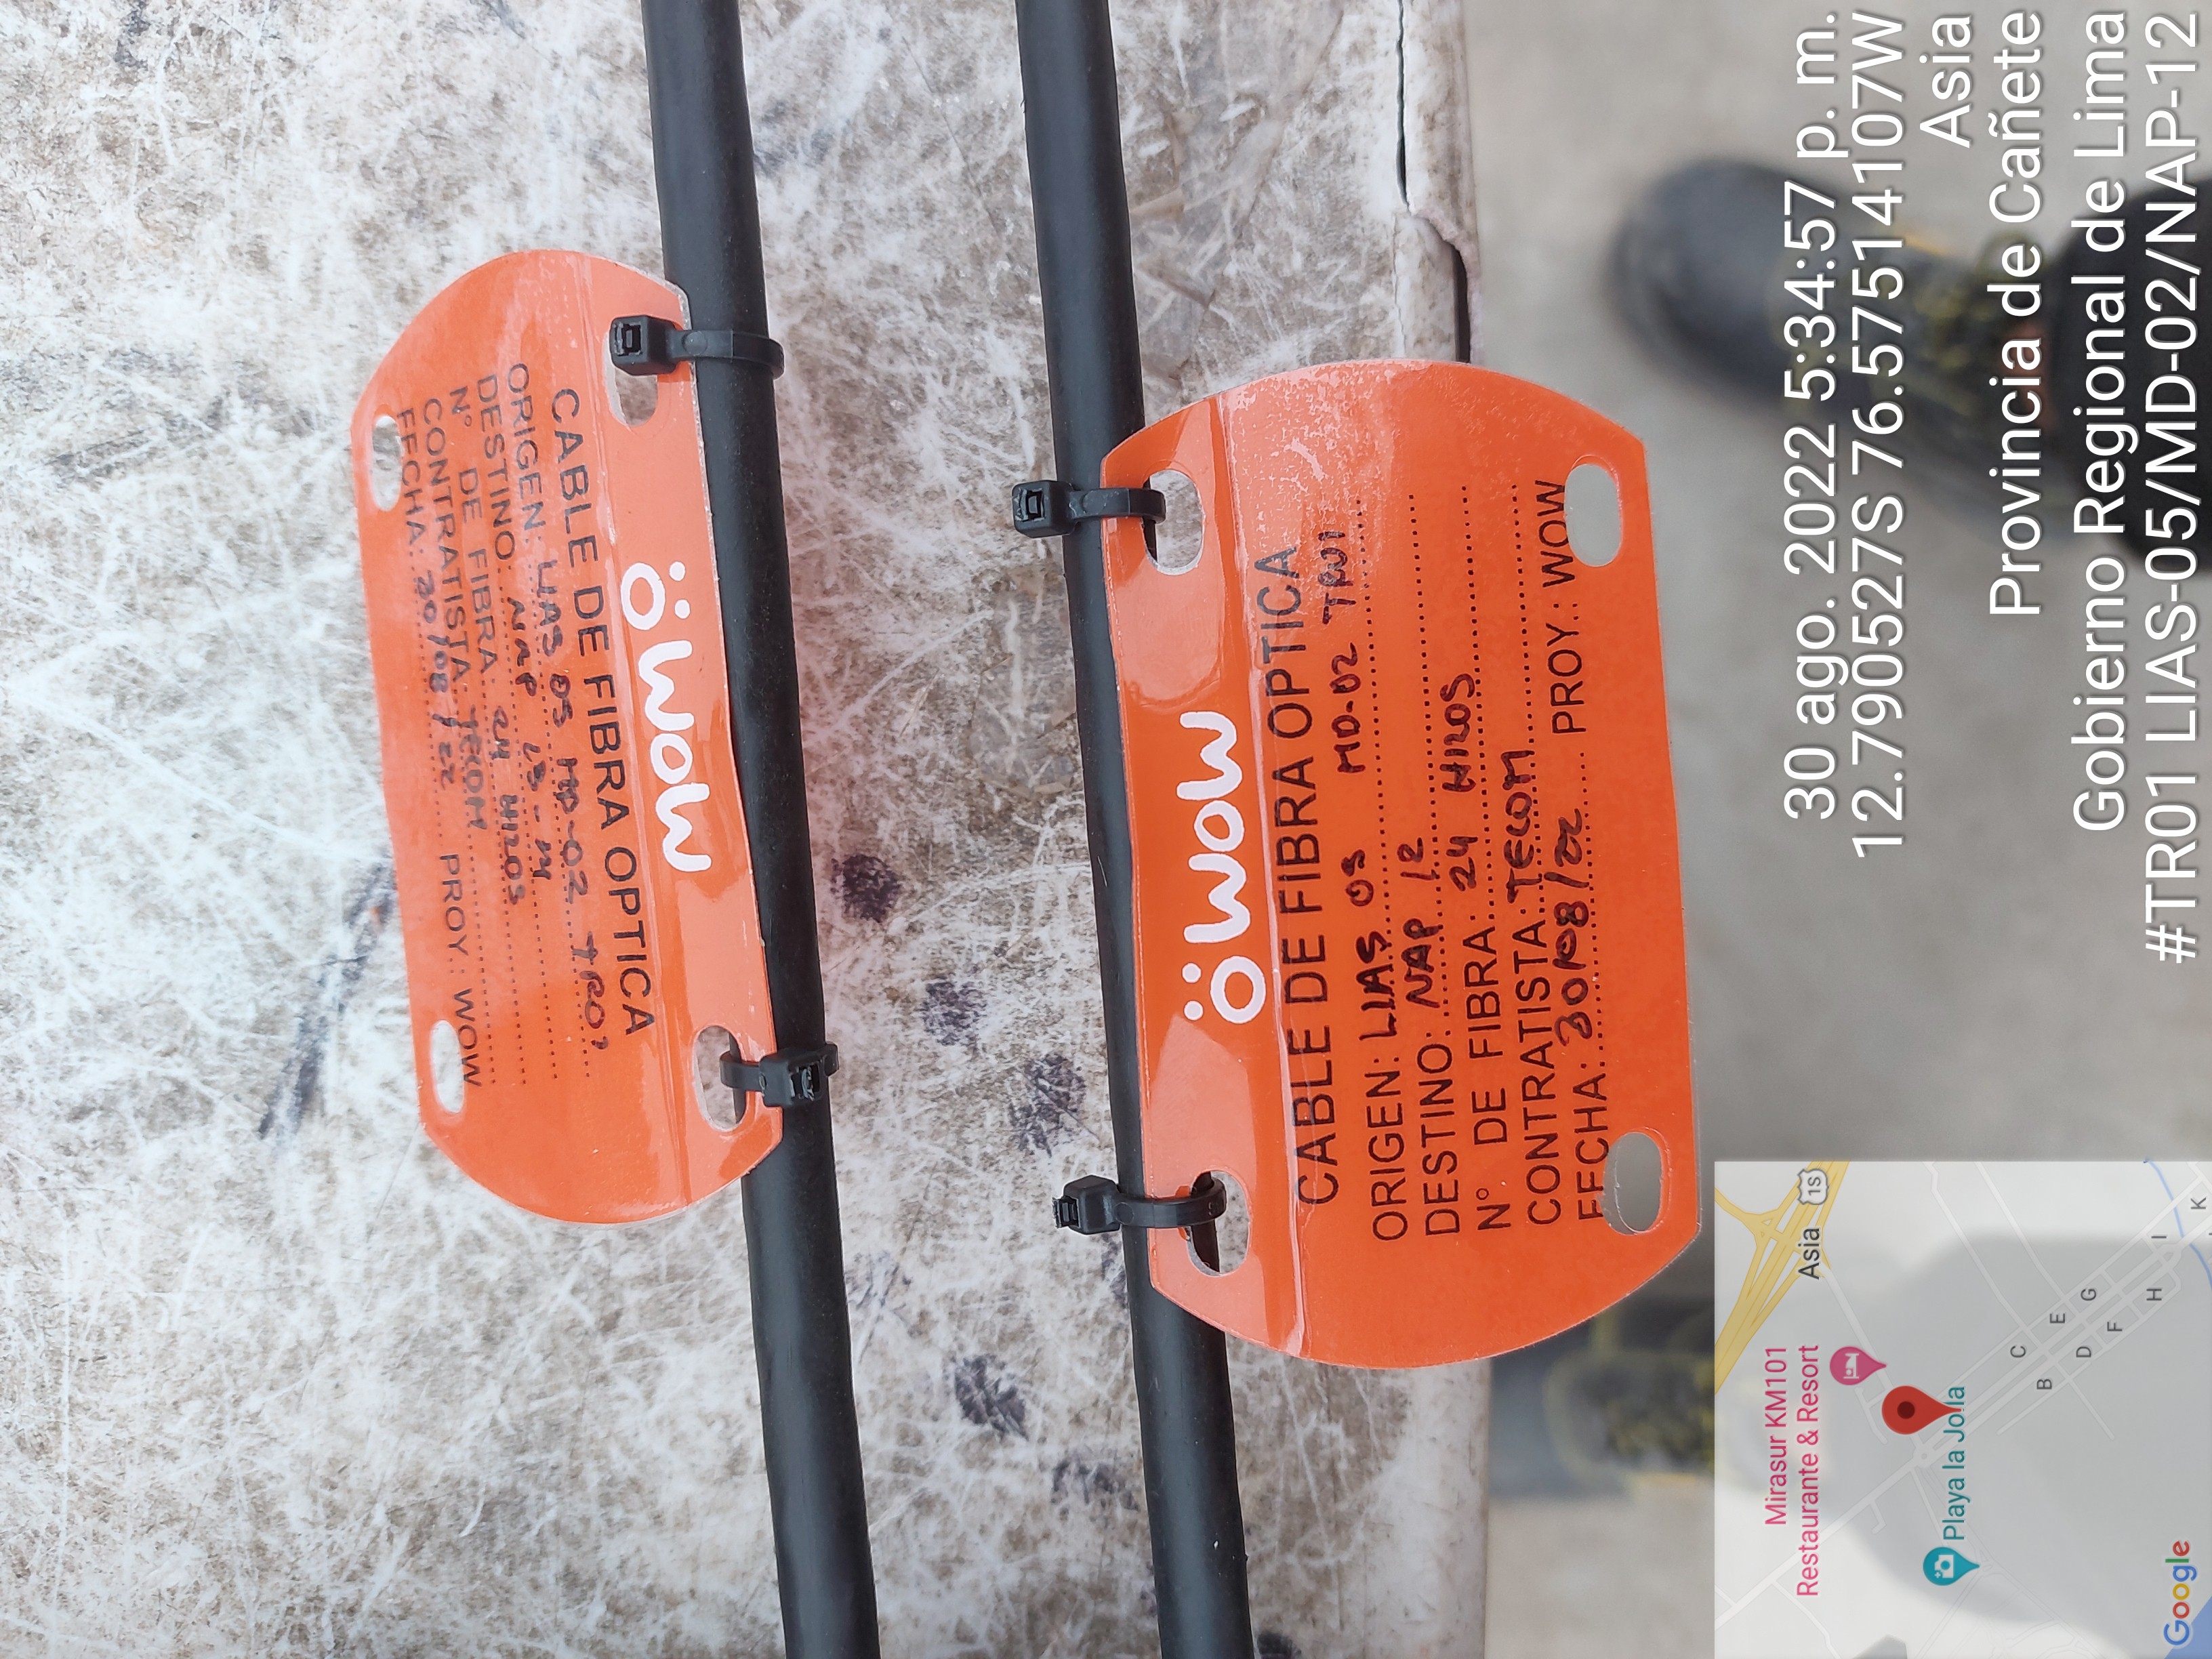 ÖWOW
CABLE DE FIBRA OPTICA
ORIGEN: LIAS 05 MD-02 TR01
DESTINO: NAP 12
N° DE FIBRA: 24 HILOS
CONTRATISTA: TECOM
FECHA: 30/08/22 PROY.: WOW
ÖWOW
CABLE DE FIBRA OPTICA
ORIGEN: LIAS 05 MD-02
DESTINO NAP 13
N° DE FIBRA 24 HILOS
CONTRATISTA: TECOM
FECHA: 30/08/22 PROY: WOW
30 ago. 2022 5:34:57 p. m.
12.790527S 76.577514107W
Asia
Provincia de Cañete
Gobierno Regional de Lima
#TR01 LIAS-05/MD-02/NAP-12
Mirasur KM101
Restaurante & Resort
Asia
1S
Playa la Jolla
B
C
D
E
F
G
H
I
K
Google